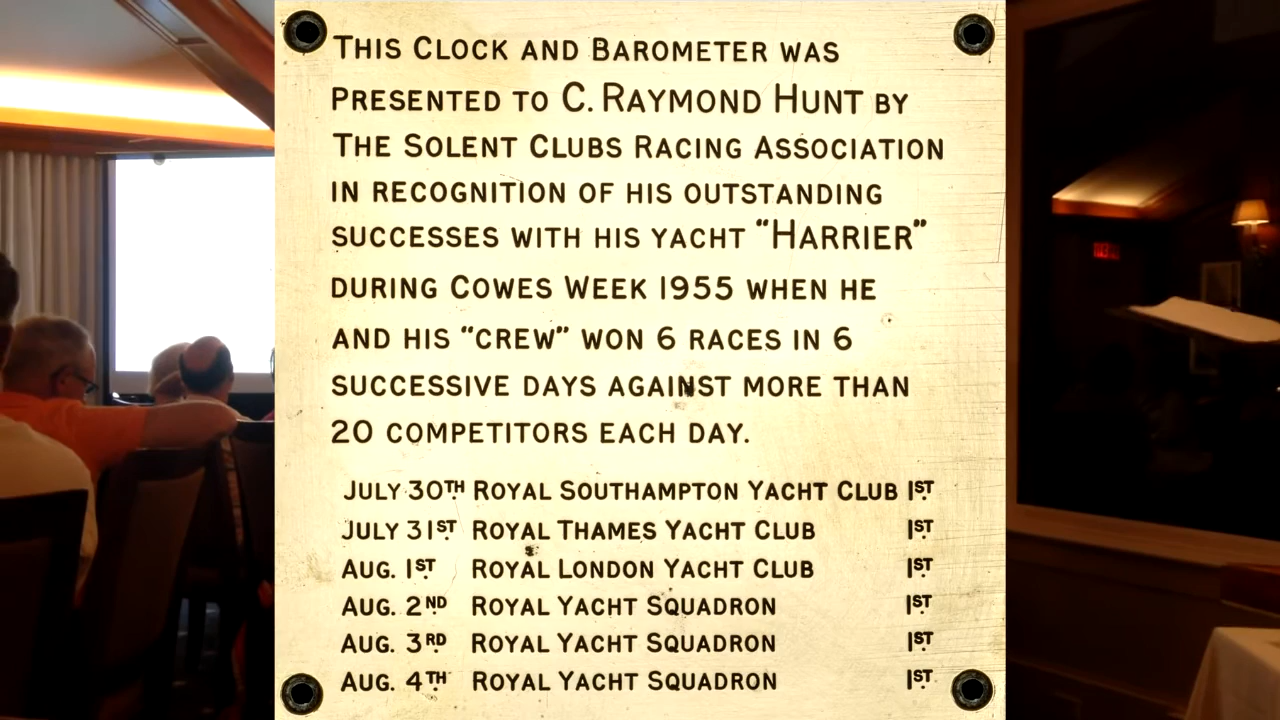 THIS CLOCK AND BAROMETER WAS
PRESENTED TO C. RAYMOND HUNT BY
THE SOLENT CLUBS RACING ASSOCIATION
IN RECOGNITION OF HIS OUTSTANDING
SUCCESSES WITH HIS YACHT "HARRIER"
DURING COWES WEEK 1955 WHEN HE
AND HIS "CREW" WON 6 RACES IN 6
SUCCESSIVE DAYS AGAINST MORE THAN
20 COMPETITORS EACH DAY.
JULY 30TH ROYAL SOUTHAMPTON YACHT CLUB 1ST
JULY 31ST ROYAL THAMES YACHT CLUB 1ST
AUG. 1ST ROYAL LONDON YACHT CLUB 1ST
AUG. 2ND ROYAL YACHT SQUADRON 1ST
AUG. 3RD ROYAL YACHT SQUADRON 1ST
AUG. 4TH ROYAL YACHT SQUADRON 1ST